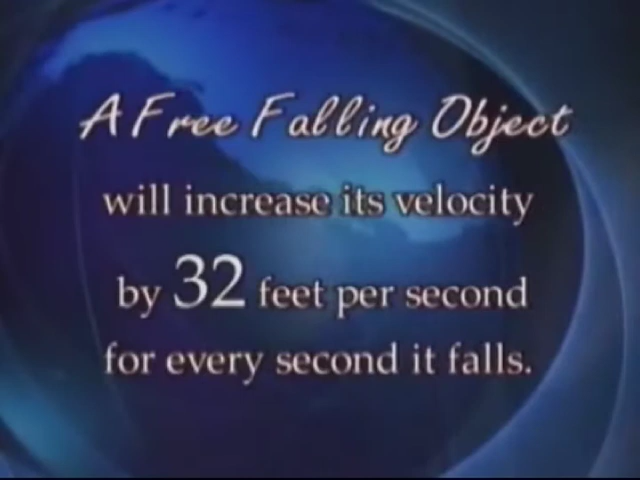 A Free Falling Object
will increase its velocity
by 32 feet per second
for every second it falls.